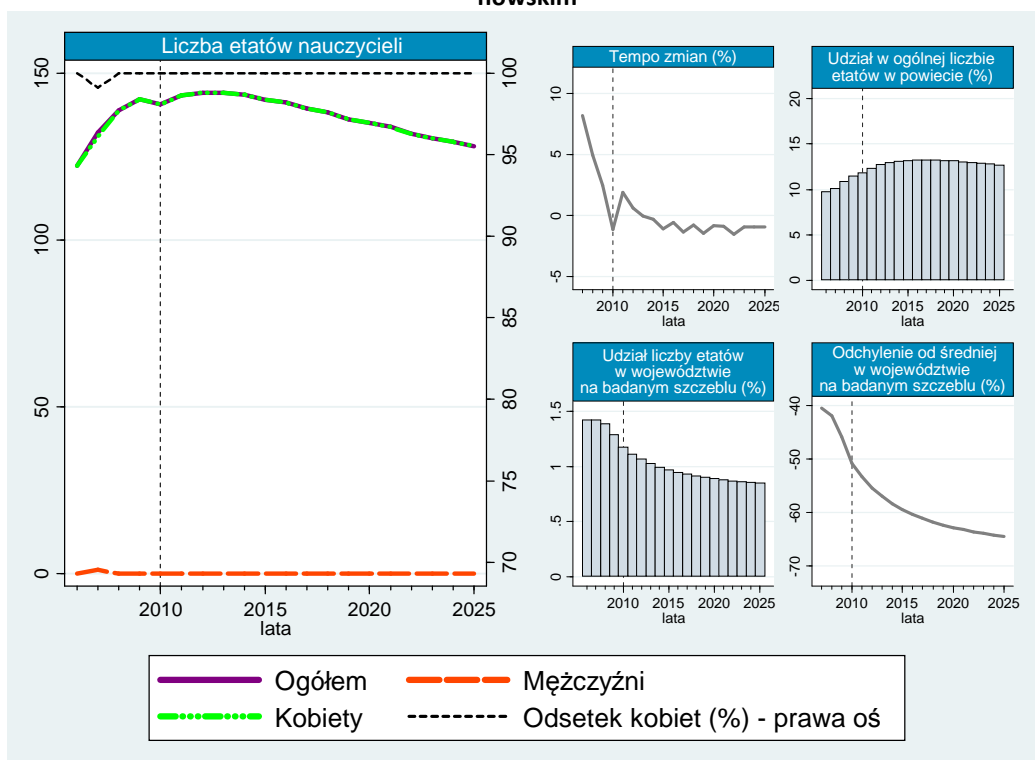 nowskim
Liczba etatów nauczycieli
150
100
50
0
100
95
90
85
80
75
70
2010
2015
2020
2025
lata
Tempo zmian (%)
10
5
0
-5
2010
2015
2020
2025
lata
Udział w ogólnej liczbie
etatów w powiecie (%)
20
15
10
5
0
2010
2015
2020
2025
lata
Udział liczby etatów
w województwie
na badanym szczeblu (%)
1.5
1
.5
0
2010
2015
2020
2025
lata
Odchylenie od średniej
w województwie
na badanym szczeblu (%)
-40
-50
-60
-70
2010
2015
2020
2025
lata
Ogółem
Mężczyźni
Kobiety
Odsetek kobiet (%) - prawa oś